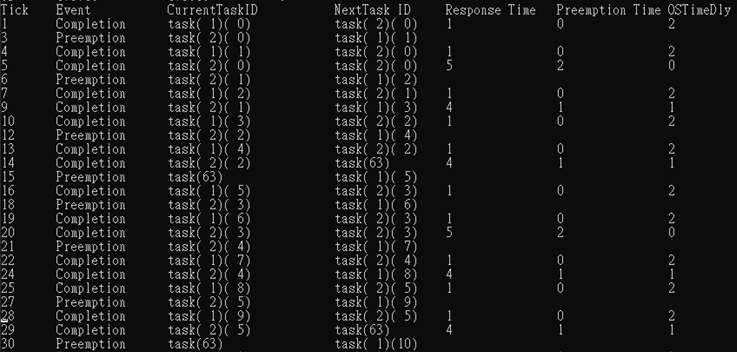 Tick Event CurrentTaskID NextTask ID Response Time Preemption Time OSTimeDly
1 Completion task( 1)( 0) task( 2)( 0) 1 0 2
3 Preemption task( 2)( 0) task( 1)( 1)
4 Completion task( 1)( 1) task( 2)( 0) 1 0 2
5 Completion task( 2)( 0) task( 2)( 0) 5 2 0
6 Preemption task( 2)( 1) task( 1)( 2)
7 Completion task( 1)( 2) task( 2)( 1) 1 0 2
9 Completion task( 2)( 1) task( 1)( 3) 4 1 1
10 Completion task( 1)( 3) task( 2)( 2) 1 0 2
12 Preemption task( 2)( 2) task( 1)( 4)
13 Completion task( 1)( 4) task( 2)( 2) 1 0 2
14 Completion task( 2)( 2) task(63) 4 1 1
15 Preemption task(63) task( 1)( 5)
16 Completion task( 1)( 5) task( 2)( 3) 1 0 2
18 Preemption task( 2)( 3) task( 1)( 6)
19 Completion task( 1)( 6) task( 2)( 3) 1 0 2
20 Completion task( 2)( 3) task( 2)( 3) 5 2 0
21 Preemption task( 2)( 4) task( 1)( 7)
22 Completion task( 1)( 7) task( 2)( 4) 1 0 2
24 Completion task( 2)( 4) task( 1)( 8) 4 1 1
25 Completion task( 1)( 8) task( 2)( 5) 1 0 2
27 Preemption task( 2)( 5) task( 1)( 9)
28 Completion task( 1)( 9) task( 2)( 5) 1 0 2
29 Completion task( 2)( 5) task(63) 4 1 1
30 Preemption task(63) task( 1)(10)